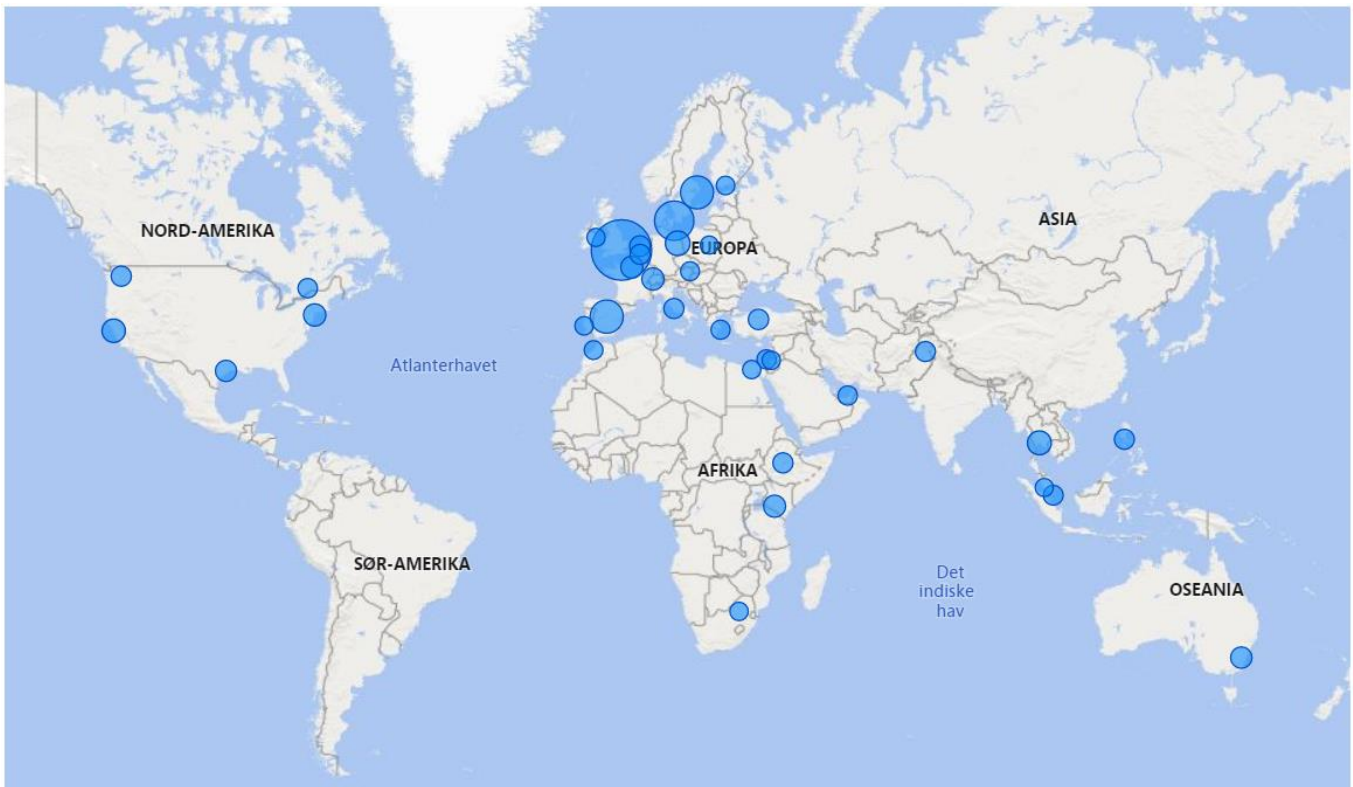 NORD-AMERIKA
ASIA
EUROPA
Atlanterhavet
AFRIKA
SØR-AMERIKA
Det
indiske
hav
OSEANIA